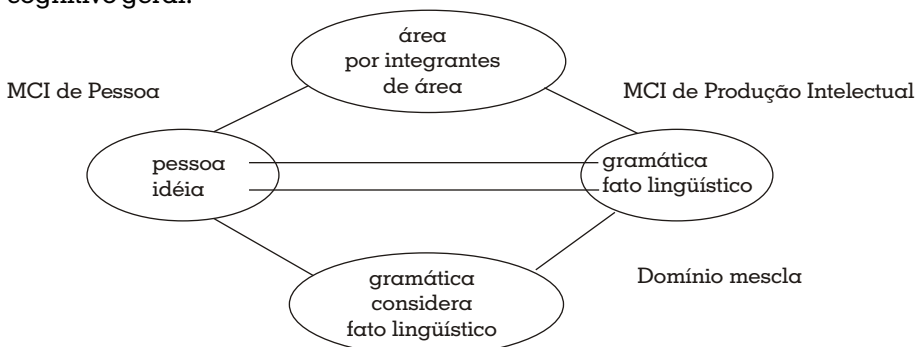 cognitivo geral.
área
por integrantes
de área
MCI de Pessoa
MCI de Produção Intelectual
pessoa
idéia
gramática
fato lingüístico
gramática
considera
fato lingüístico
Domínio mescla